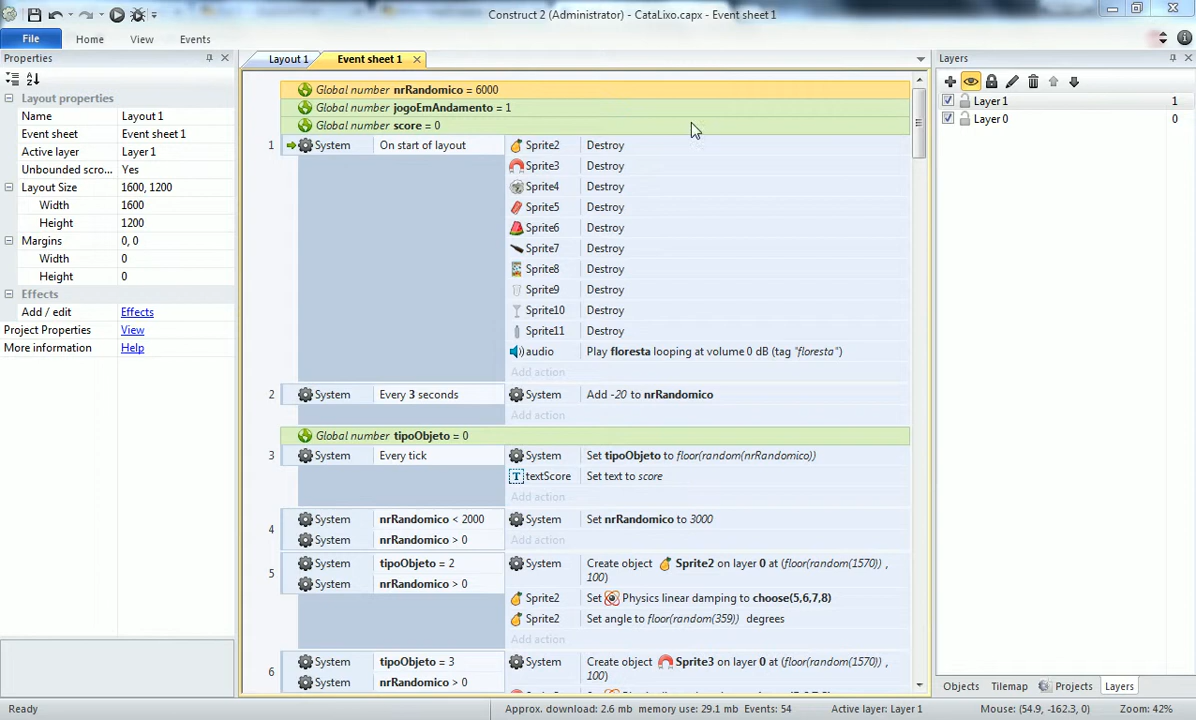 Construct 2 (Administrator) - CataLixo.capx - Event sheet 1
File Home View Events
Properties
Layout properties
Name Layout 1
Event sheet Event sheet 1
Active layer Layer 1
Unbounded scro... Yes
Layout Size 1600, 1200
Width 1600
Height 1200
Margins 0, 0
Width 0
Height 0
Effects
Add / edit Effects
Project Properties View
More information Help
Layout 1 Event sheet 1
Global number nrRandomico = 6000
Global number jogoEmAndamento = 1
Global number score = 0
1 System On start of layout Sprite2 Destroy
Sprite3 Destroy
Sprite4 Destroy
Sprite5 Destroy
Sprite6 Destroy
Sprite7 Destroy
Sprite8 Destroy
Sprite9 Destroy
Sprite10 Destroy
Sprite11 Destroy
audio Play floresta looping at volume 0 dB (tag "floresta")
Add action
2 System Every 3 seconds System Add -20 to nrRandomico
Add action
Global number tipoObjeto = 0
3 System Every tick System Set tipoObjeto to floor(random(nrRandomico))
T textScore Set text to score
Add action
4 System nrRandomico < 2000 System Set nrRandomico to 3000
System nrRandomico > 0 Add action
5 System tipoObjeto = 2 System Create object Sprite2 on layer 0 at (floor(random(1570)) ,
100)
System nrRandomico > 0
Sprite2 Set Physics linear damping to choose(5,6,7,8)
Sprite2 Set angle to floor(random(359)) degrees
Add action
6 System tipoObjeto = 3 System Create object Sprite3 on layer 0 at (floor(random(1570)) ,
100)
System nrRandomico > 0
Layers
Layer 1 1
Layer 0 0
Objects Tilemap Projects Layers
Ready Approx. download: 2.6 mb memory use: 29.1 mb Events: 54 Active layer: Layer 1 Mouse: (54.9, -162.3, 0) Zoom: 42%